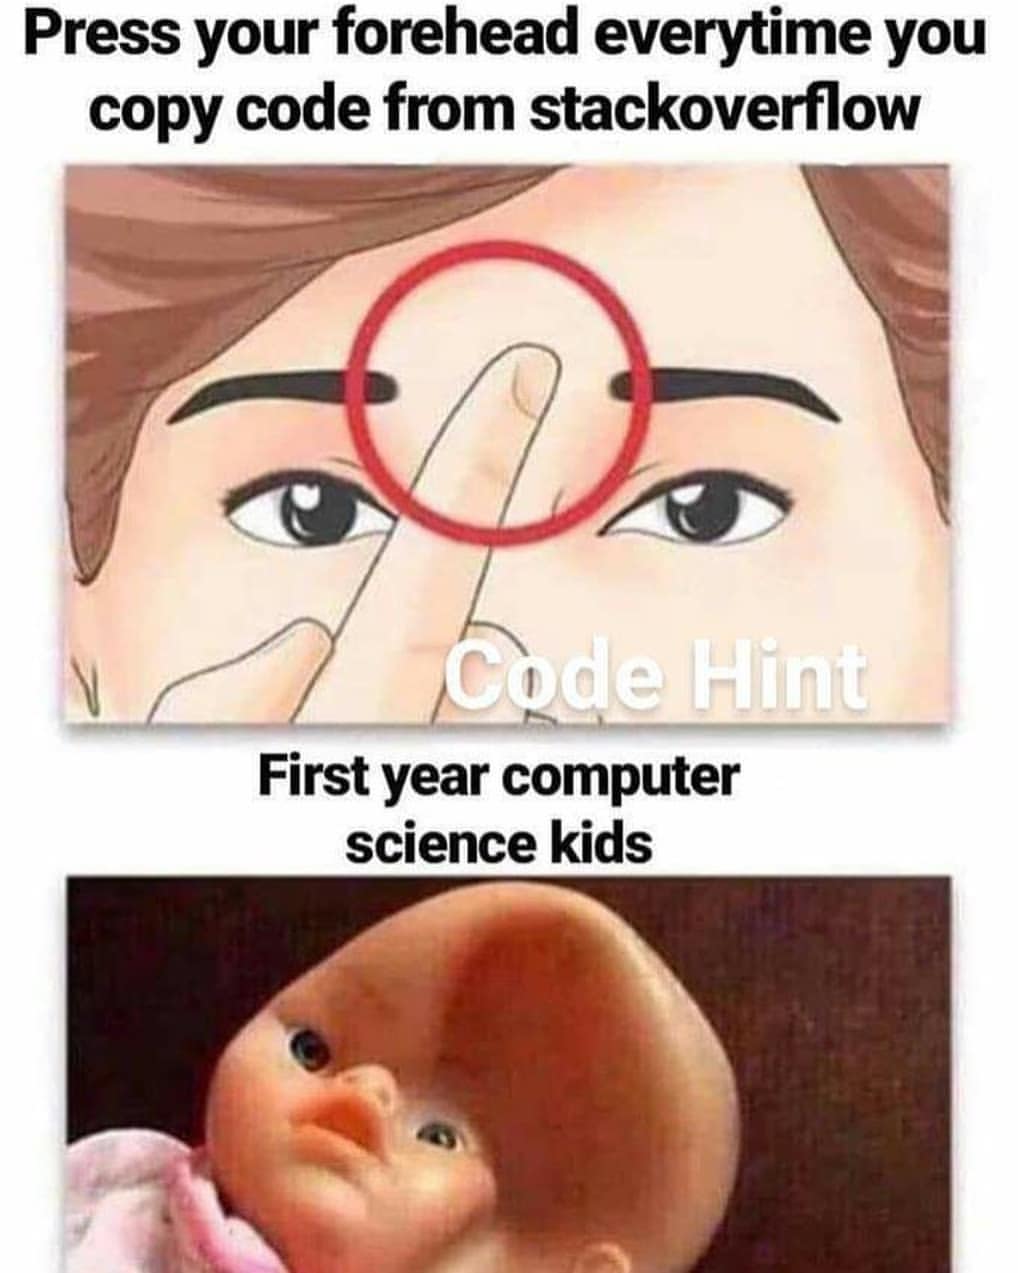 Press your forehead everytime you
copy code from stackoverflow
Code Hint
First year computer
science kids